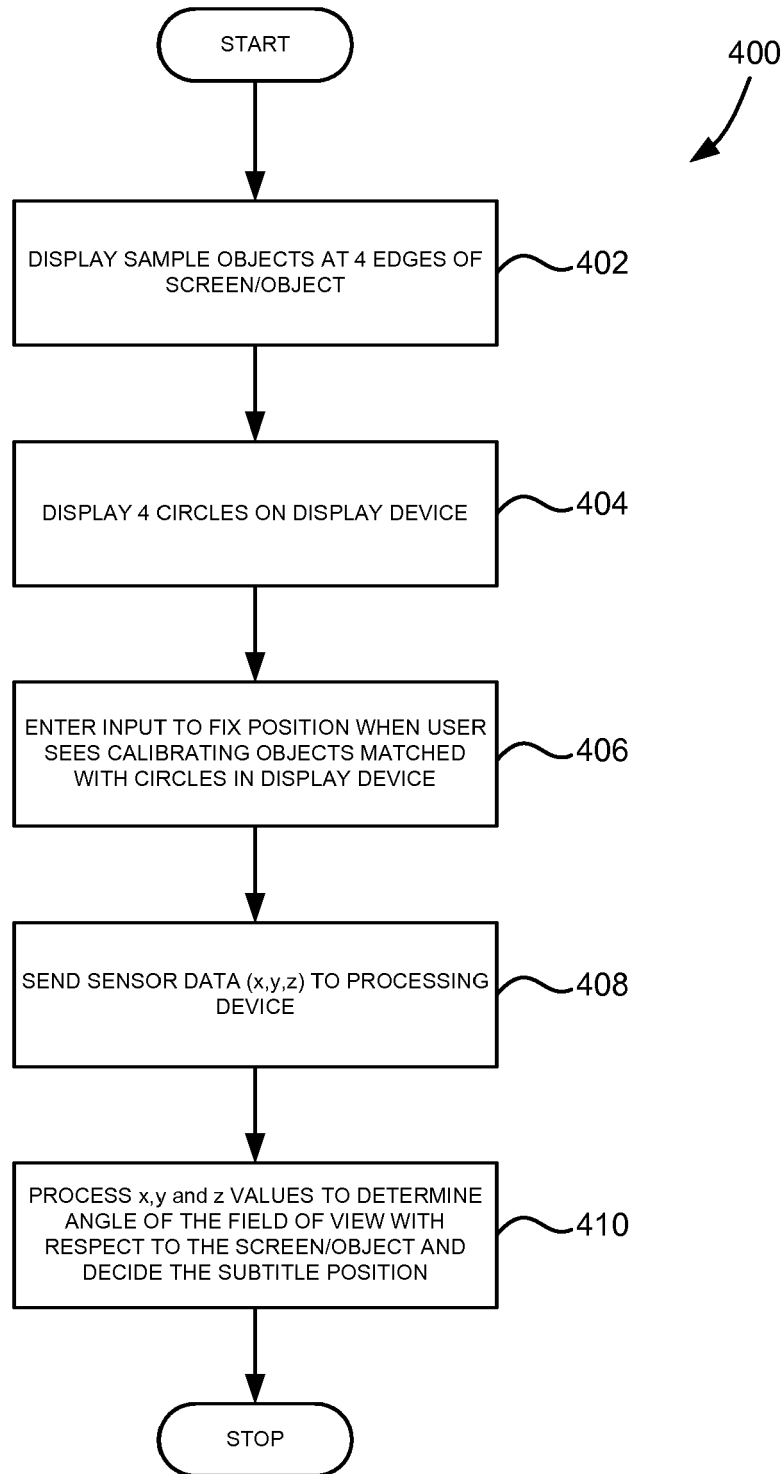 START
400
DISPLAY SAMPLE OBJECTS AT 4 EDGES OF
SCREEN/OBJECT
402
DISPLAY 4 CIRCLES ON DISPLAY DEVICE
404
ENTER INPUT TO FIX POSITION WHEN USER
SEES CALIBRATING OBJECTS MATCHED
WITH CIRCLES IN DISPLAY DEVICE
406
SEND SENSOR DATA (x,y,z) TO PROCESSING
DEVICE
408
PROCESS x,y and z VALUES TO DETERMINE
ANGLE OF THE FIELD OF VIEW WITH
RESPECT TO THE SCREEN/OBJECT AND
DECIDE THE SUBTITLE POSITION
410
STOP